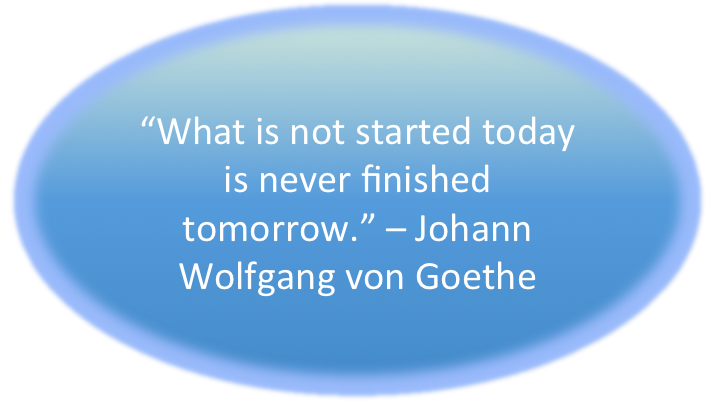 “What is not started today
is never finished
tomorrow.” – Johann
Wolfgang von Goethe